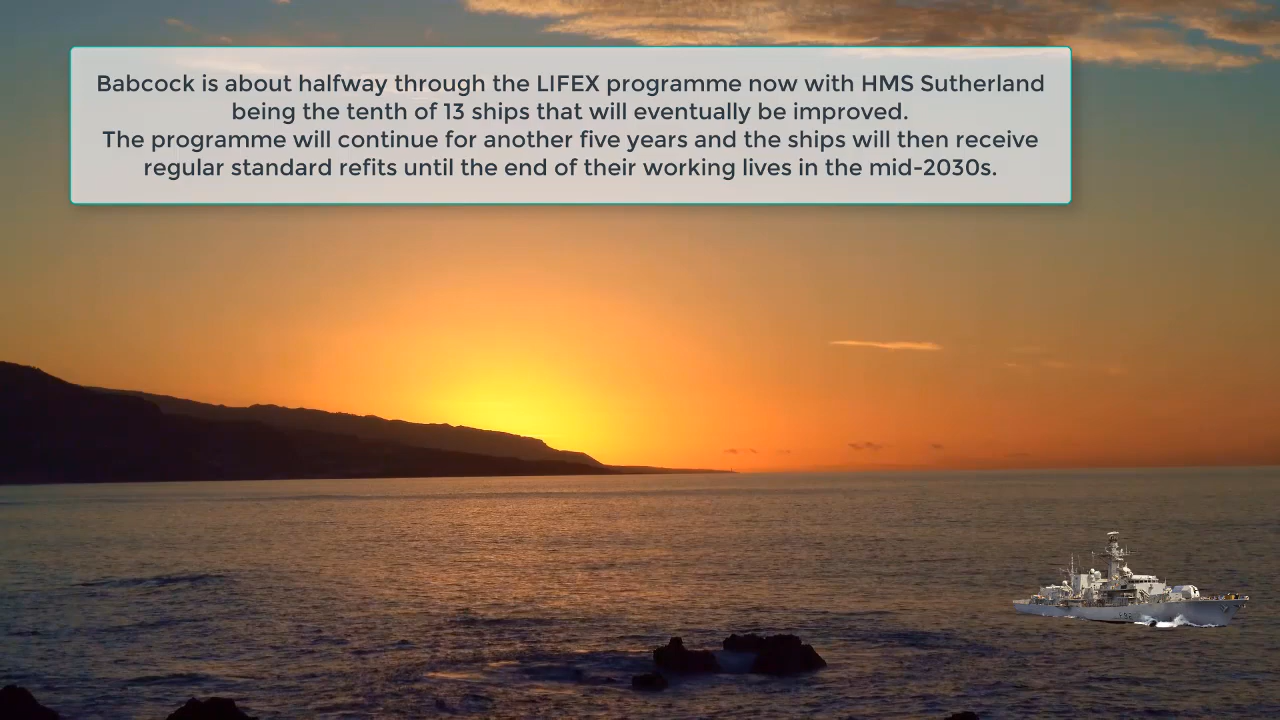 Babcock is about halfway through the LIFEX programme now with HMS Sutherland
being the tenth of 13 ships that will eventually be improved.
The programme will continue for another five years and the ships will then receive
regular standard refits until the end of their working lives in the mid-2030s.